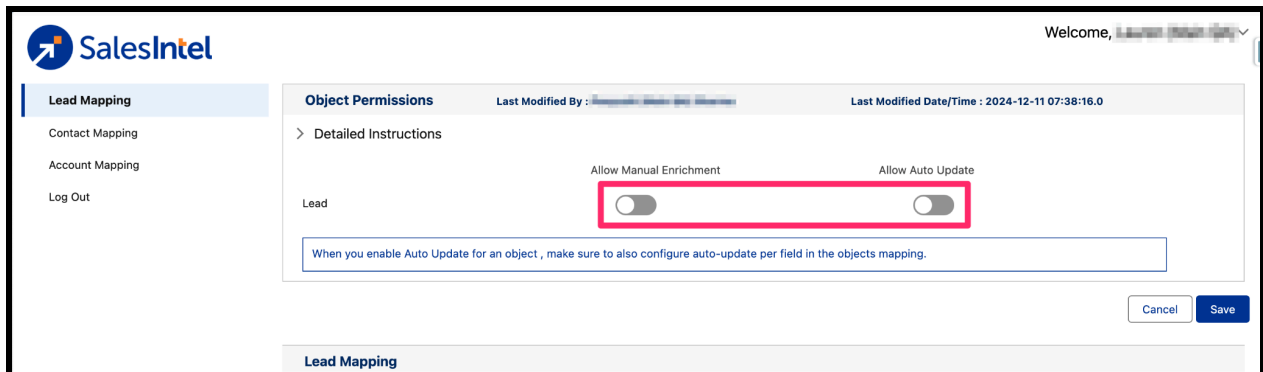 SalesIntel
Welcome,
Lead Mapping
Contact Mapping
Account Mapping
Log Out
Object Permissions Last Modified By : Last Modified Date/Time : 2024-12-11 07:38:16.0
Detailed Instructions
Allow Manual Enrichment Allow Auto Update
Lead
When you enable Auto Update for an object , make sure to also configure auto-update per field in the objects mapping.
Cancel Save
Lead Mapping